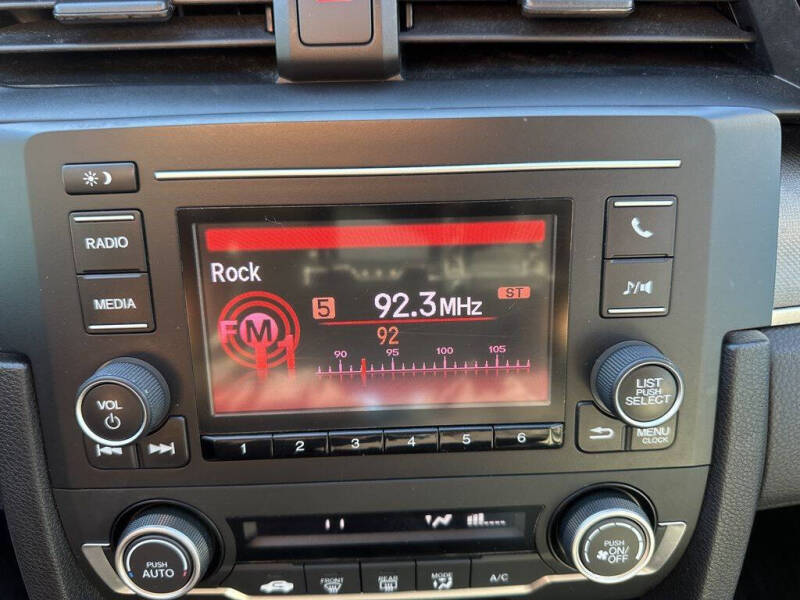 RADIO
MEDIA
VOL
Rock
FM
5
92.3MHz
ST
92
90 95 100 105
1 2 3 4 5 6
LIST
PUSH
SELECT
MENU
CLOCK
PUSH
AUTO
FRONT
REAR
MODE
A/C
PUSH
ON/
OFF